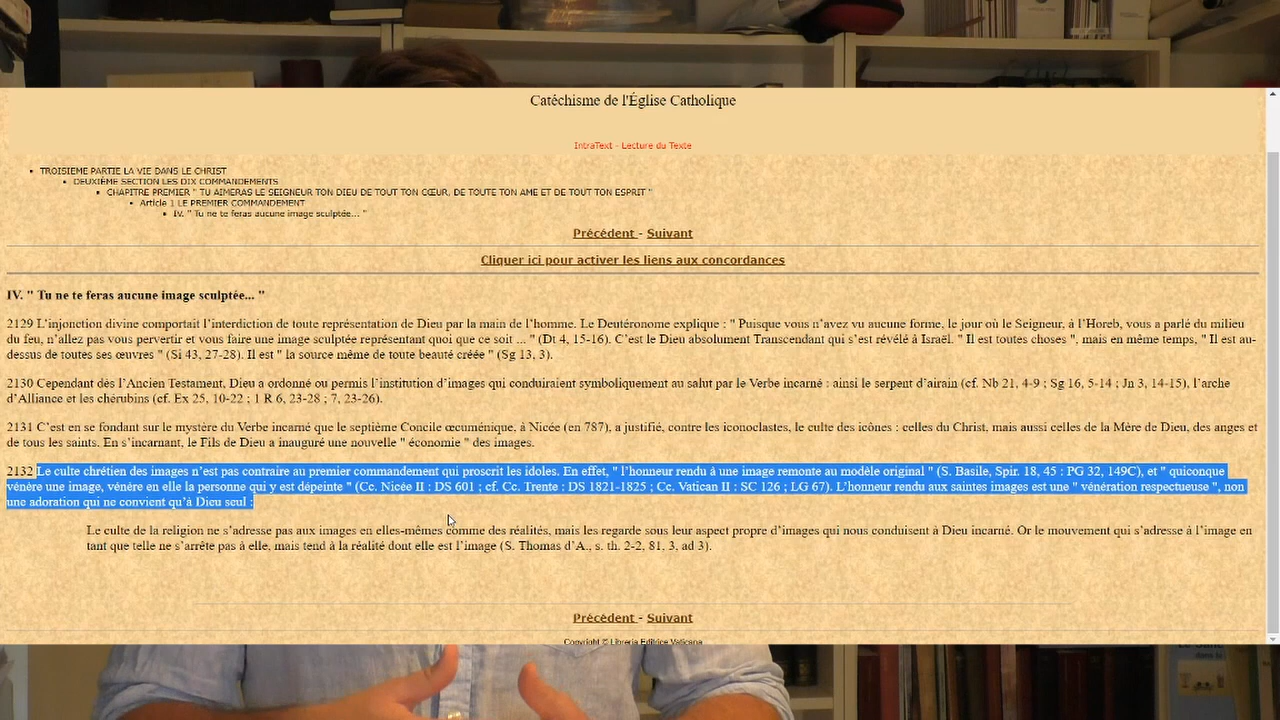 Catéchisme de l'Église Catholique
IntraText - Lecture du Texte
TROISIEME PARTIE LA VIE DANS LE CHRIST
DEUXIÈME SECTION LES DIX COMMANDEMENTS
CHAPITRE PREMIER " TU AIMERAS LE SEIGNEUR TON DIEU DE TOUT TON CŒUR, DE TOUTE TON AME ET DE TOUT TON ESPRIT "
Article 1 LE PREMIER COMMANDEMENT
IV. " Tu ne te feras aucune image sculptée... "
Précédent - Suivant
Cliquer ici pour activer les liens aux concordances
IV. " Tu ne te feras aucune image sculptée... "
2129 L’injonction divine comportait l’interdiction de toute représentation de Dieu par la main de l’homme. Le Deutéronome explique : " Puisque vous n’avez vu aucune forme, le jour où le Seigneur, à l’Horeb, vous a parlé du milieu
du feu, n’allez pas vous pervertir et vous faire une image sculptée représentant quoi que ce soit ... " (Dt 4, 15-16). C’est le Dieu absolument Transcendant qui s’est révélé à Israël. " Il est toutes choses ", mais en même temps, " Il est au-
dessus de toutes ses œuvres " (Si 43, 27-28). Il est " la source même de toute beauté créée " (Sg 13, 3).
2130 Cependant dès l’Ancien Testament, Dieu a ordonné ou permis l’institution d’images qui conduiraient symboliquement au salut par le Verbe incarné : ainsi le serpent d’airain (cf. Nb 21, 4-9 ; Sg 16, 5-14 ; Jn 3, 14-15), l’arche
d’Alliance et les chérubins (cf. Ex 25, 10-22 ; 1 R 6, 23-28 ; 7, 23-26).
2131 C’est en se fondant sur le mystère du Verbe incarné que le septième Concile œcuménique, à Nicée (en 787), a justifié, contre les iconoclastes, le culte des icônes : celles du Christ, mais aussi celles de la Mère de Dieu, des anges et
de tous les saints. En s’incarnant, le Fils de Dieu a inauguré une nouvelle " économie " des images.
2132 Le culte chrétien des images n’est pas contraire au premier commandement qui proscrit les idoles. En effet, " l’honneur rendu à une image remonte au modèle original " (S. Basile, Spir. 18, 45 : PG 32, 149C), et " quiconque
vénère une image, vénère en elle la personne qui y est dépeinte " (Cc. Nicée II : DS 601 ; cf. Cc. Trente : DS 1821-1825 ; Cc. Vatican II : SC 126 ; LG 67). L’honneur rendu aux saintes images est une " vénération respectueuse ", non
une adoration qui ne convient qu’à Dieu seul :
Le culte de la religion ne s’adresse pas aux images en elles-mêmes comme des réalités, mais les regarde sous leur aspect propre d’images qui nous conduisent à Dieu incarné. Or le mouvement qui s’adresse à l’image en
tant que telle ne s’arrête pas à elle, mais tend à la réalité dont elle est l’image (S. Thomas d’A., s. th. 2-2, 81, 3, ad 3).
Précédent - Suivant
Copyright © Libreria Editrice Vaticana